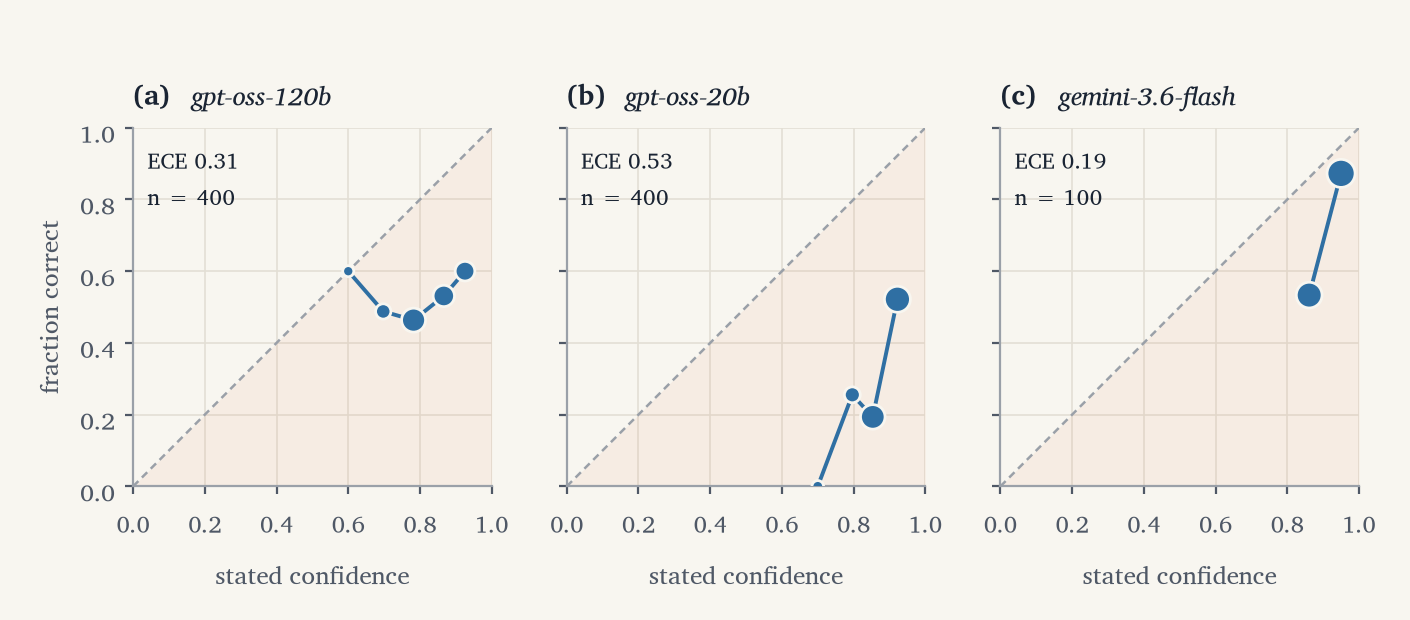 (a) gpt-oss-120b
ECE 0.31
n = 400
1.0
0.8
0.6
0.4
0.2
0.0
fraction correct
0.0 0.2 0.4 0.6 0.8 1.0
stated confidence
(b) gpt-oss-20b
ECE 0.53
n = 400
0.0 0.2 0.4 0.6 0.8 1.0
stated confidence
(c) gemini-3.6-flash
ECE 0.19
n = 100
0.0 0.2 0.4 0.6 0.8 1.0
stated confidence